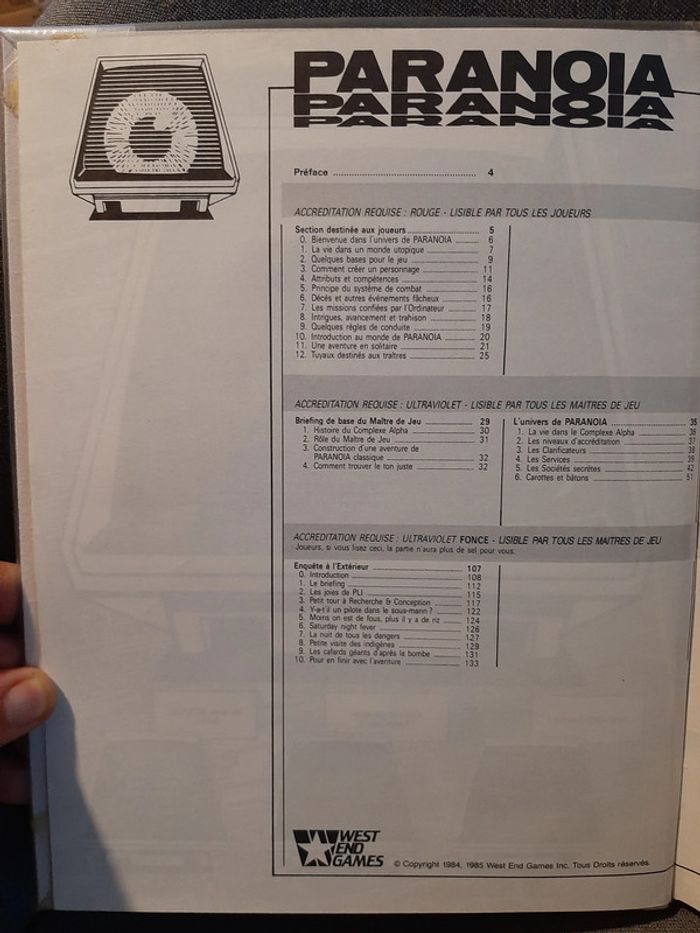 PARANOIA
PARANOIA
PARANOIA
Préface ........ 4
ACCREDITATION REQUISE : ROUGE - LISIBLE PAR TOUS LES JOUEURS
Section destinée aux joueurs ........ 5
0. Bienvenue dans l'univers de PARANOIA ........ 6
1. La vie dans un monde utopique ........ 7
2. Quelques bases pour le jeu ........ 9
3. Comment créer un personnage ........ 11
4. Attributs et compétences ........ 14
5. Principe du système de combat ........ 16
6. Décès et autres événements fâcheux ........ 16
7. Les missions confiées par l'Ordinateur ........ 17
8. Intrigues, avancement et trahison ........ 18
9. Quelques règles de conduite ........ 19
10. Introduction au monde de PARANOIA ........ 20
11. Une aventure en solitaire ........ 21
12. Tuyaux destinés aux traîtres ........ 25
ACCREDITATION REQUISE : ULTRAVIOLET - LISIBLE PAR TOUS LES MAITRES DE JEU
Briefing de base du Maître de Jeu ........ 29
1. Histoire du Complexe Alpha ........ 30
2. Rôle du Maître de Jeu ........ 31
3. Construction d'une aventure de
PARANOIA classique ........ 32
4. Comment trouver le ton juste ........ 32
L'univers de PARANOIA ........ 35
1. La vie dans le Complexe Alpha ........ 36
2. Les niveaux d'accréditation ........ 37
3. Les Clarificateurs ........ 38
4. Les Services ........ 39
5. Les Sociétés secrètes ........ 42
6. Carottes et bâtons ........ 51
ACCREDITATION REQUISE : ULTRAVIOLET FONCE - LISIBLE PAR TOUS LES MAITRES DE JEU
Joueurs, si vous lisez ceci, la partie n'aura plus de sel pour vous.
Enquête à l'Extérieur ........ 107
0. Introduction ........ 108
1. Le briefing ........ 112
2. Les joies de PLI ........ 115
3. Petit tour à Recherche & Conception ........ 117
4. Y-a-t'il un pilote dans le sous-marin ? ........ 122
5. Moins on est de fous, plus il y a de riz ........ 124
6. Saturday night fever ........ 126
7. La nuit de tous les dangers ........ 127
8. Petite visite des indigènes ........ 129
9. Les cafards géants d'après la bombe ........ 131
10. Pour en finir avec l'aventure ........ 133
WEST
END
GAMES
© Copyright 1984, 1985 West End Games Inc. Tous Droits réservés.